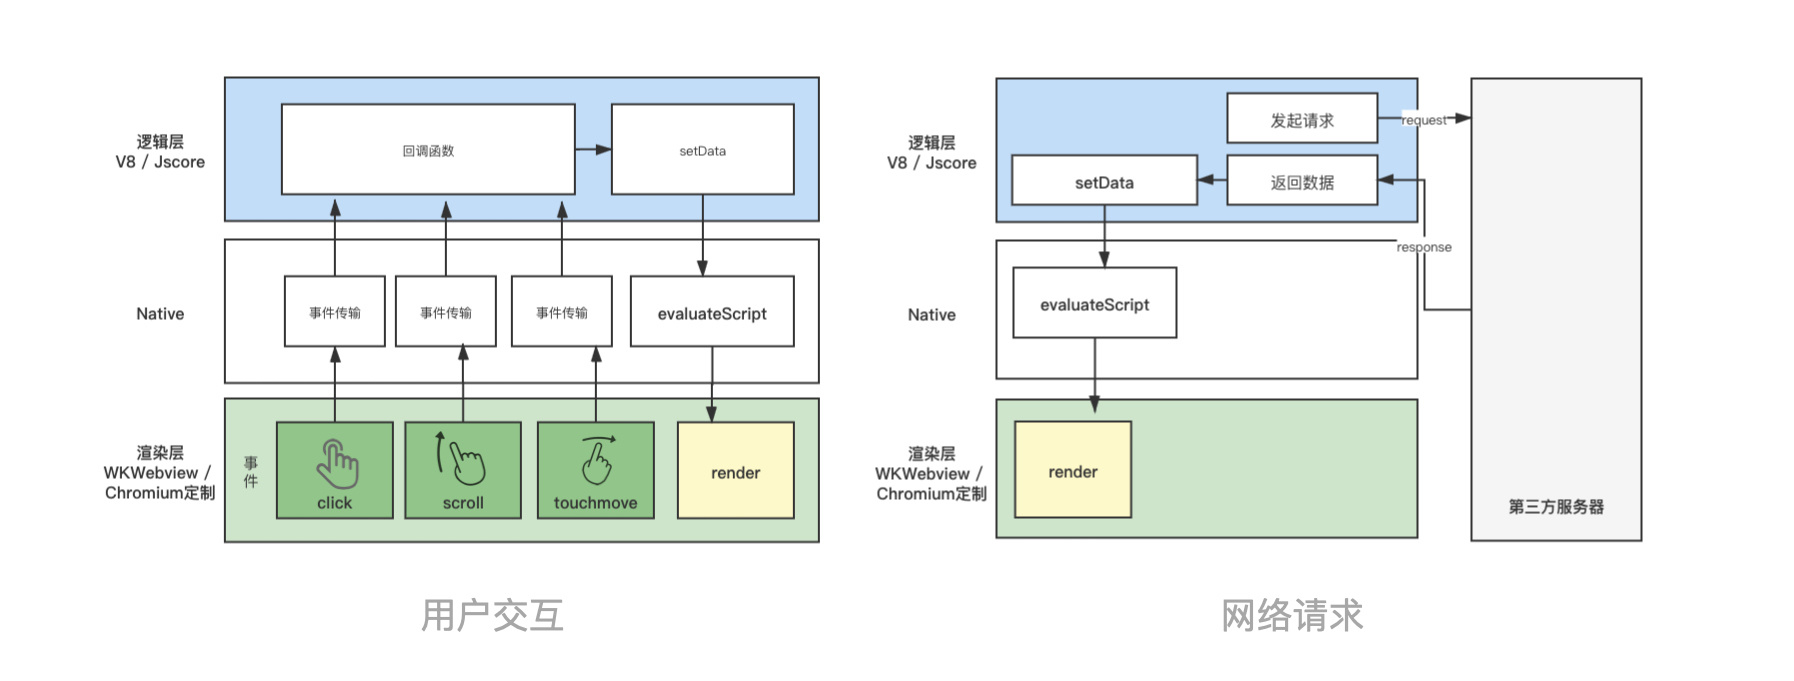 逻辑层
V8 / Jscore
回调函数
setData
Native
事件传输
事件传输
事件传输
evaluateScript
渲染层
WKWebview /
Chromium定制
事
件
click
scroll
touchmove
render
用户交互
逻辑层
V8 / Jscore
发起请求
request
setData
返回数据
response
Native
evaluateScript
渲染层
WKWebview /
Chromium定制
render
第三方服务器
网络请求